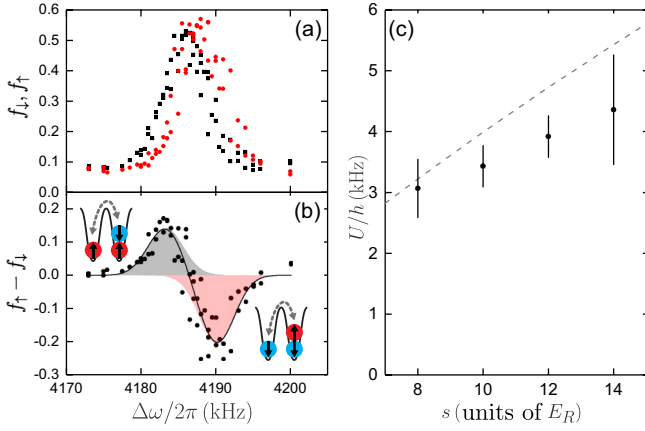 (a)
f↓, f↑
0.6
0.5
0.4
0.3
0.2
0.1
0.0
(b)
f↑ − f↓
0.2
0.1
0.0
-0.1
-0.2
-0.3
4170 4180 4190 4200
Δω/2π (kHz)
(c)
U/h (kHz)
6
5
4
3
2
1
0
8 10 12 14
s (units of E_R)